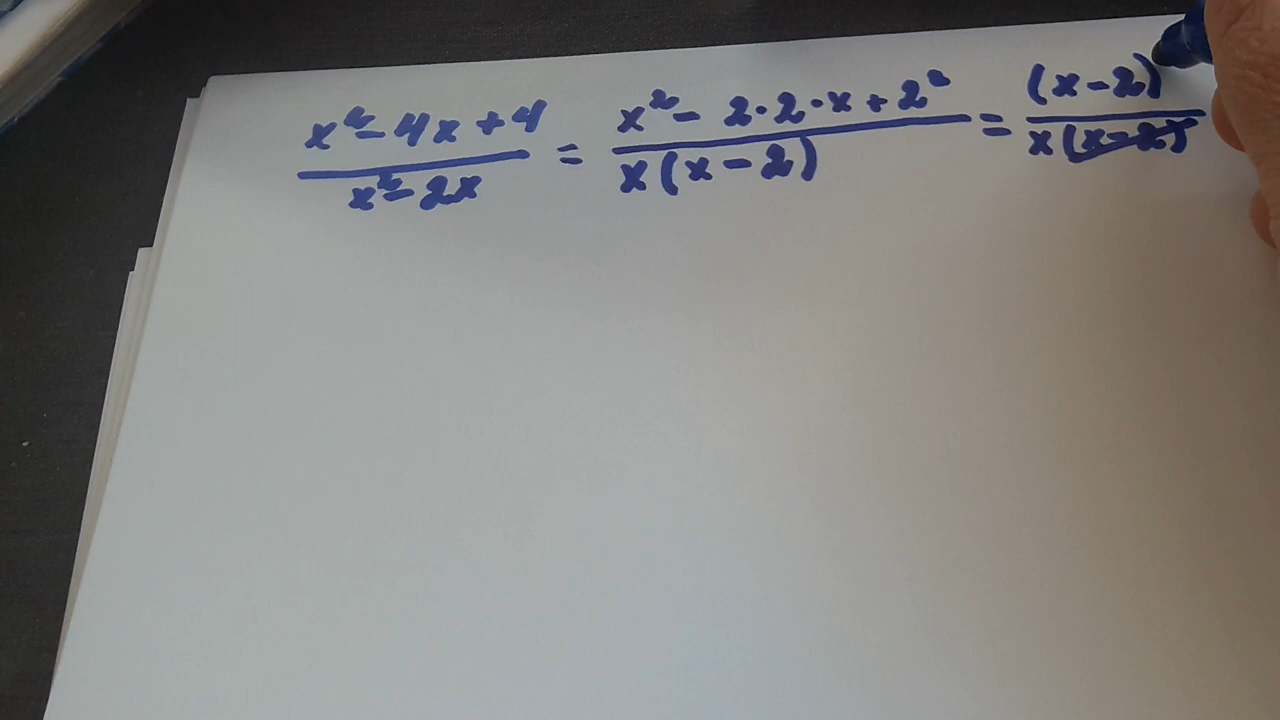 (x² - 4x + 4)/(x² - 2x) = (x² - 2·2·x + 2²)/(x(x - 2)) = (x - 2)/(x(x - 2))